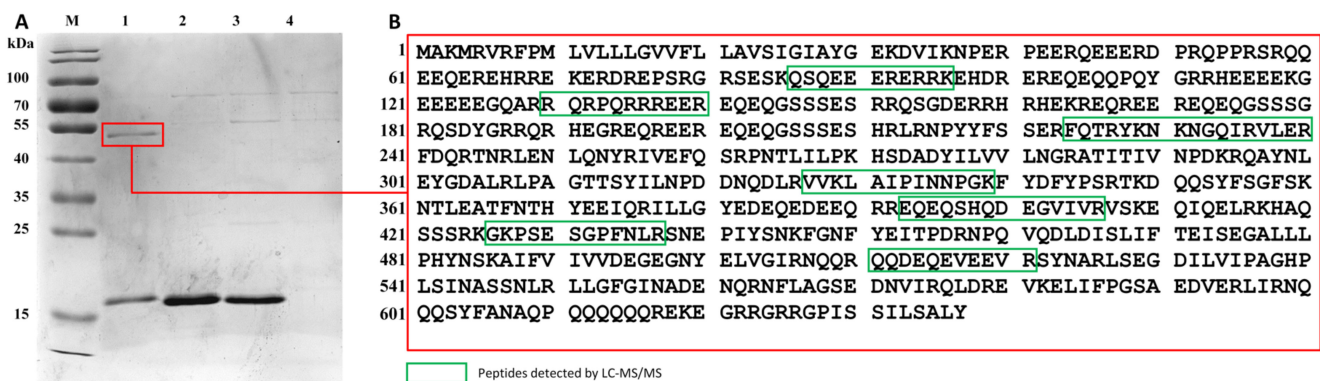 A
M 1 2 3 4
kDa
100
70
55
40
35
25
15
B
1 MAKMRVRFPM LVLLLGVVFL LAVSIGIAYG EKDVIKNPER PEERQEEERD PRQPPRSRQQ
61 EEQEREHRRE KERDREPSRG RSESKQSQEE ERERRKEHDR EREQEQQPQY GRRHEEEEKG
121 EEEEEGQARR RQRPQRRREER EQEQGSSSES RRQSGDERRH RHEKREQREE REQEQGSSSG
181 RQSDYGRRQR HEGREQREER EQEQGSSSES HRLRNPYYFS SERFQTRYKN KNGQIRVLER
241 FDQRTNRLEN LQNYRIVEFQ SRPNTLILPK HSDADYILVV LNGRATITIV NPDKRQAYNL
301 EYGDALRLPA GTTSYILNPD DNQDLRVVKL AIPINNPGKF YDFYPSRTKD QQSYFSGFSK
361 NTLEATFNTH YEEIQRILLG YEDEQEDEEQ RREQEQSHQD EGVIVRVSKE QIQELRKHAQ
421 SSSRKGKPSE SGPFNLRSNE PIYSNKFGNF YEITPDRNPQ VQDLDISLIF TEISEGALLL
481 PHYNSKAIFV IVVDEGEGNY ELVGIRNQQR QQDEQEVEEV RSYNARLSEG DILVIPAGHP
541 LSINASSNLR LLGFGINADE NQRNFLAGSE DNVIRQLDRE VKELIFPGSA EDVERLIRNQ
601 QQSYFANAQP QQQQQQREKE GRRGRRGPIS SILSALY
Peptides detected by LC-MS/MS